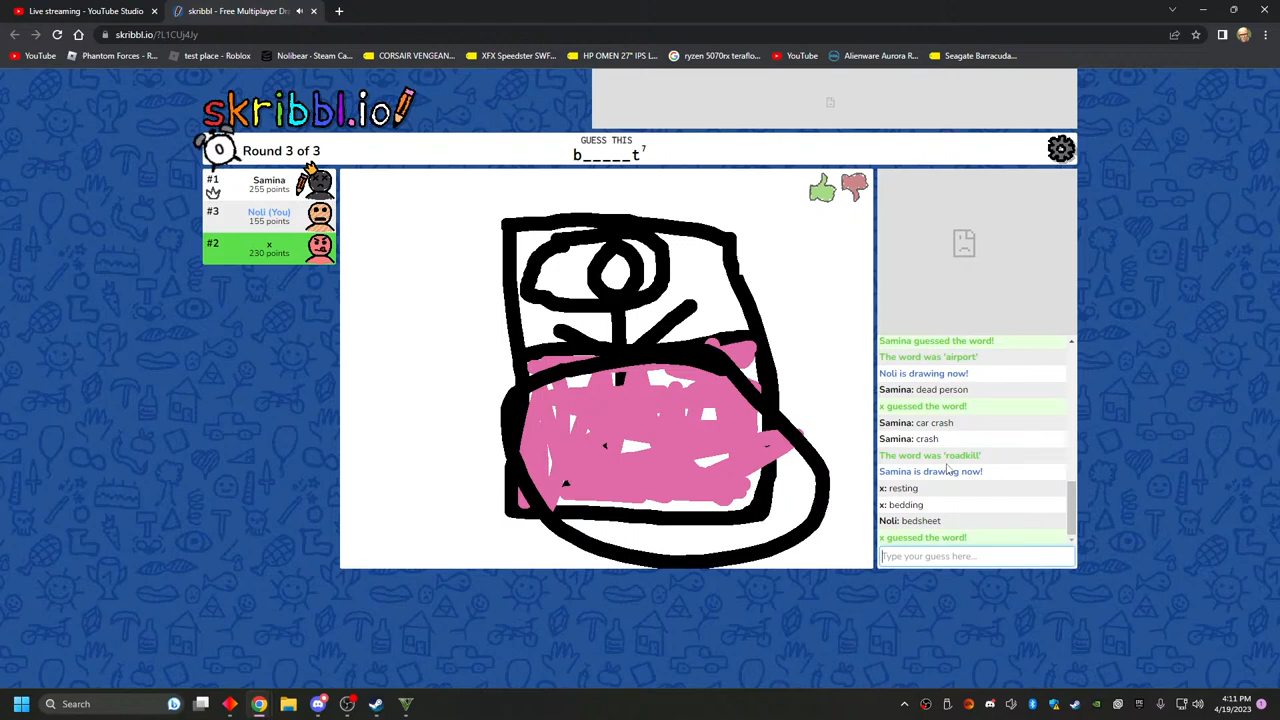 Live streaming - YouTube Studio
skribbl - Free Multiplayer Dra
skribbl.io/?L1CUj4Jy
YouTube
Phantom Forces - R...
test place - Roblox
Nolibear - Steam Ca...
CORSAIR VENGEAN...
XFX Speedster SWF...
HP OMEN 27" IPS L...
ryzen 5070rx teraflo...
YouTube
Alienware Aurora R...
Seagate Barracuda...
skribbl.io
0
Round 3 of 3
GUESS THIS
b_____t 7
#1 Samina
255 points
#3 Noli (You)
155 points
#2 x
230 points
Samina guessed the word!
The word was 'airport'
Noli is drawing now!
Samina: dead person
x guessed the word!
Samina: car crash
Samina: crash
The word was 'roadkill'
Samina is drawing now!
x: resting
x: bedding
Noli: bedsheet
x guessed the word!
Type your guess here...
Search
4:11 PM
4/19/2023
1